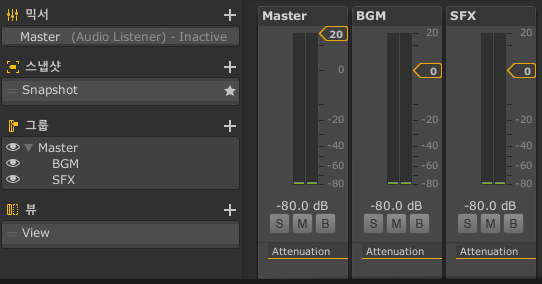 믹서
Master (Audio Listener) - Inactive
스냅샷
Snapshot
그룹
Master
BGM
SFX
뷰
View
Master
20
0
-20
-40
-60
-80
-80.0 dB
S M B
Attenuation
BGM
20
0
-20
-40
-60
-80
-80.0 dB
S M B
Attenuation
SFX
20
0
-20
-40
-60
-80
-80.0 dB
S M B
Attenuation